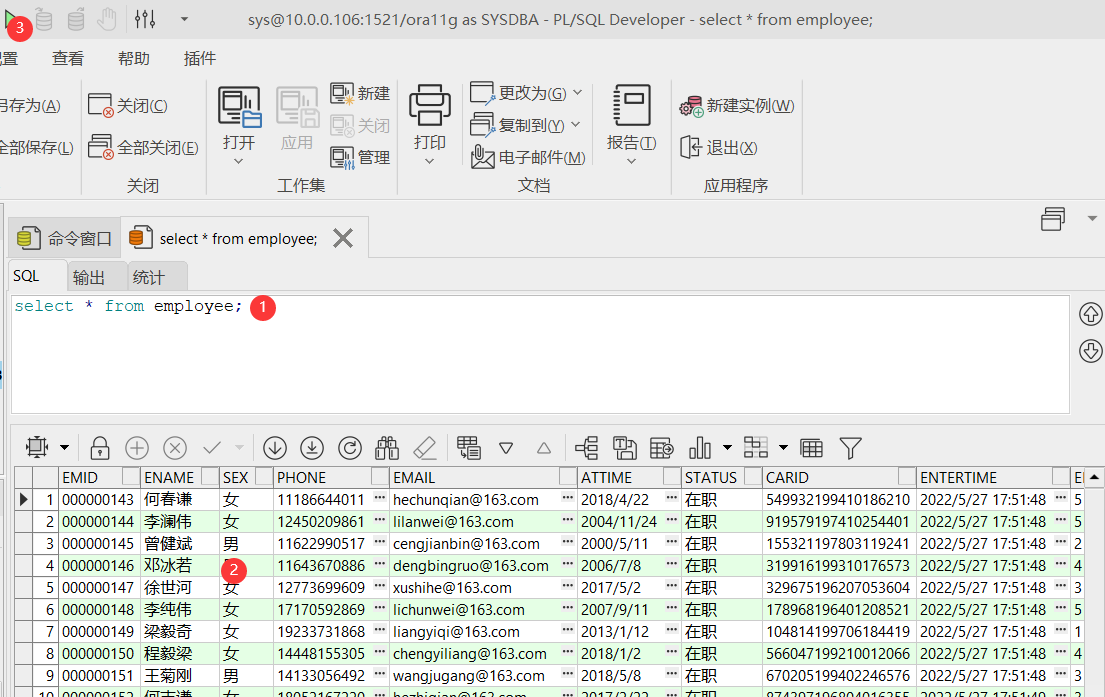 3
sys@10.0.0.106:1521/ora11g as SYSDBA - PL/SQL Developer - select * from employee;
置 查看 帮助 插件
另存为(A)
全部保存(L)
关闭(C)
全部关闭(E)
关闭
打开
应用
新建
关闭
管理
工作集
打印
更改为(G)
复制到(Y)
电子邮件(M)
报告(T)
文档
新建实例(W)
退出(X)
应用程序
命令窗口 select * from employee;
SQL 输出 统计
select * from employee; 1
EMID ENAME SEX PHONE EMAIL ATTIME STATUS CARID ENTERTIME
1 000000143 何春谦 女 11186644011 ··· hechunqian@163.com ··· 2018/4/22 ··· 在职 549932199410186210 2022/5/27 17:51:48 ··· 5
2 000000144 李澜伟 女 12450209861 ··· lilanwei@163.com ··· 2004/11/24 ··· 在职 919579197410254401 2022/5/27 17:51:48 ··· 5
3 000000145 曾健斌 男 11622990517 ··· cengjianbin@163.com ··· 2000/5/11 ··· 在职 155321197803119241 2022/5/27 17:51:48 ··· 2
4 000000146 邓冰若 2 11643670886 ··· dengbingruo@163.com ··· 2006/7/8 ··· 在职 319916199310176573 2022/5/27 17:51:48 ··· 4
5 000000147 徐世河 女 12773699609 ··· xushihe@163.com ··· 2017/5/2 ··· 在职 329675196207053604 2022/5/27 17:51:48 ··· 3
6 000000148 李纯伟 女 17170592869 ··· lichunwei@163.com ··· 2007/9/11 ··· 在职 178968196401208521 2022/5/27 17:51:48 ··· 5
7 000000149 梁毅奇 女 19233731868 ··· liangyiqi@163.com ··· 2013/1/12 ··· 在职 104814199706184419 2022/5/27 17:51:48 ··· 1
8 000000150 程毅梁 女 14448155305 ··· chengyiliang@163.com ··· 2018/1/2 ··· 在职 566047199210012066 2022/5/27 17:51:48 ··· 4
9 000000151 王菊刚 男 14133056492 ··· wangjugang@163.com ··· 2018/5/8 ··· 在职 670205199402246576 2022/5/27 17:51:48 ··· 3